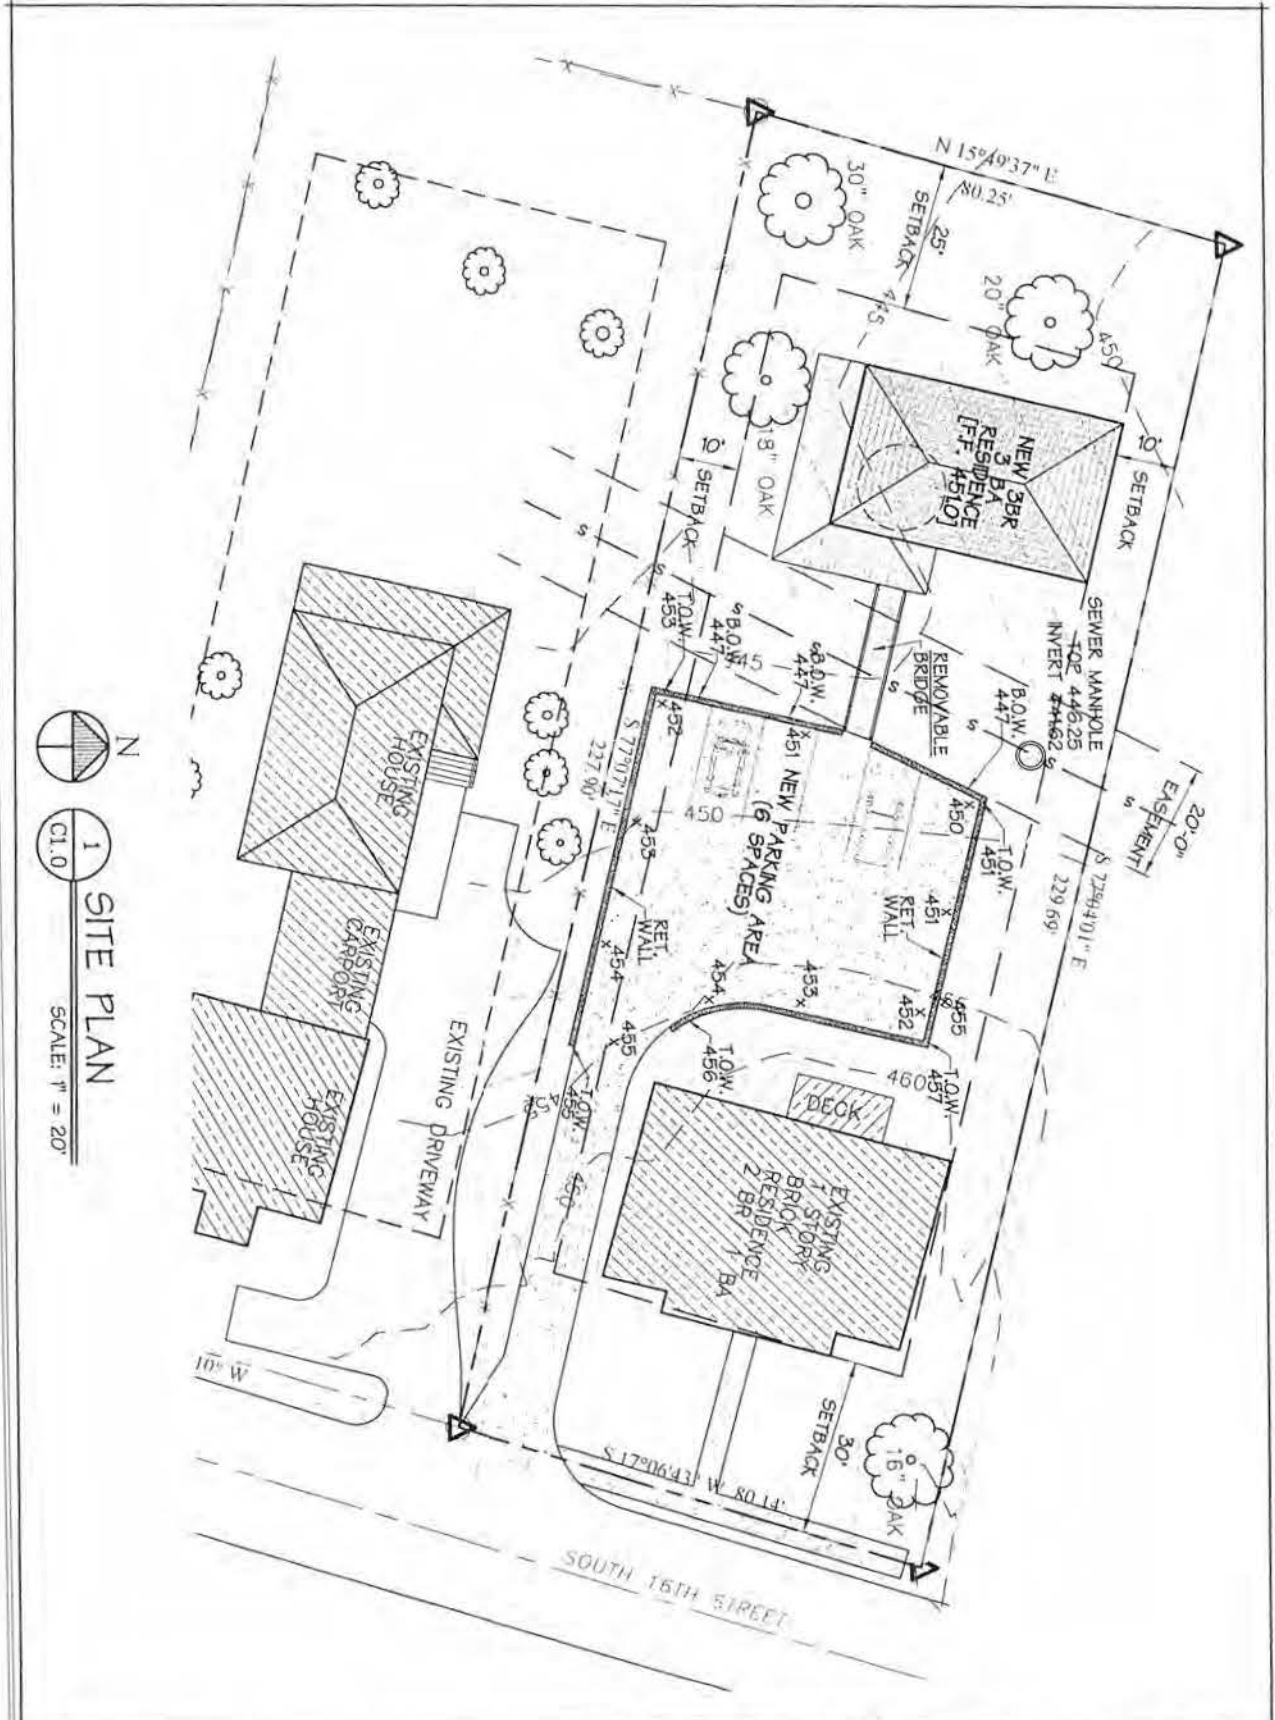 N 15°49'37" E
80.25'
30" OAK
25'
SETBACK
20" OAK
450
18" OAK
10'
SETBACK
NEW 3BR
3 BA
RESIDENCE
[F.F. 451.0]
10'
SETBACK
SEWER MANHOLE
TOP 446.25
REMOVABLE
BRIDGE
B.O.W.
447
20'-0"
EASEMENT
T.O.W.
453
B.O.W.
447
B.O.W.
447
S
S
S
S
S
S
S
452
451
NEW PARKING AREA
(6 SPACES)
450
450
T.O.W.
451
451
RET.
WALL
S 77°04'01" E
229.69'
S 77°07'17" E
227.90'
453
RET.
WALL
454
454
453
452
455
455
T.O.W.
456
T.O.W.
457
T.O.W.
455
460
460
DECK
EXISTING
1 STORY
BRICK
RESIDENCE
2 BR 1 BA
30'
SETBACK
16" OAK
S 17°06'43" W 80.14'
SOUTH 16TH STREET
EXISTING
HOUSE
EXISTING
CARPORT
EXISTING
HOUSE
EXISTING DRIVEWAY
10" W
N
1
C1.0
SITE PLAN
SCALE: 1" = 20'